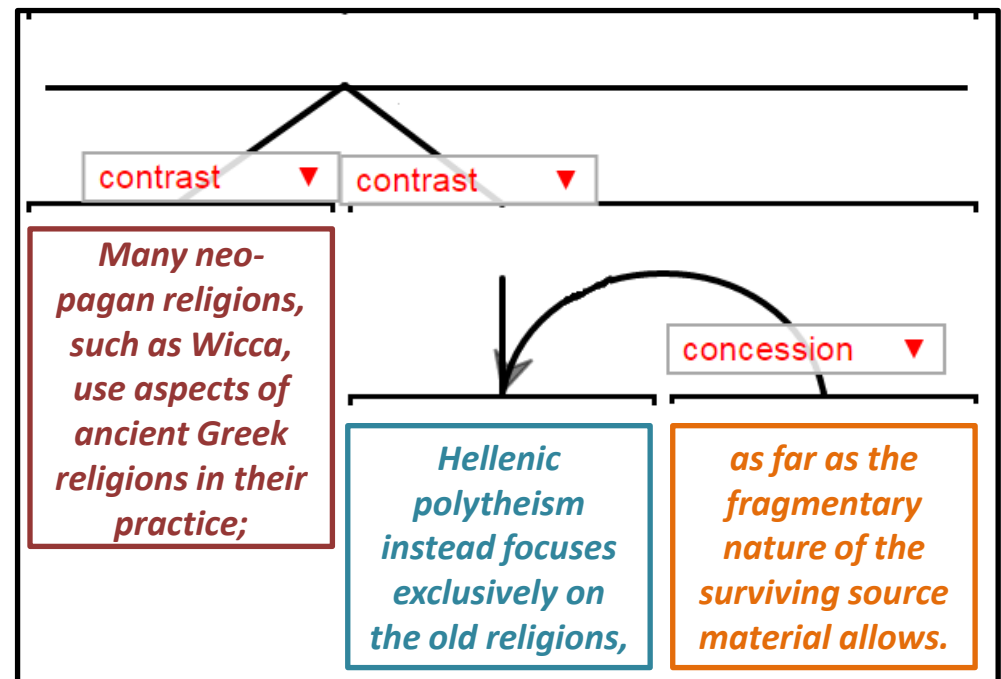 contrast ▼
contrast ▼
Many neo-
pagan religions,
such as Wicca,
use aspects of
ancient Greek
religions in their
practice;
concession ▼
Hellenic
polytheism
instead focuses
exclusively on
the old religions,
as far as the
fragmentary
nature of the
surviving source
material allows.